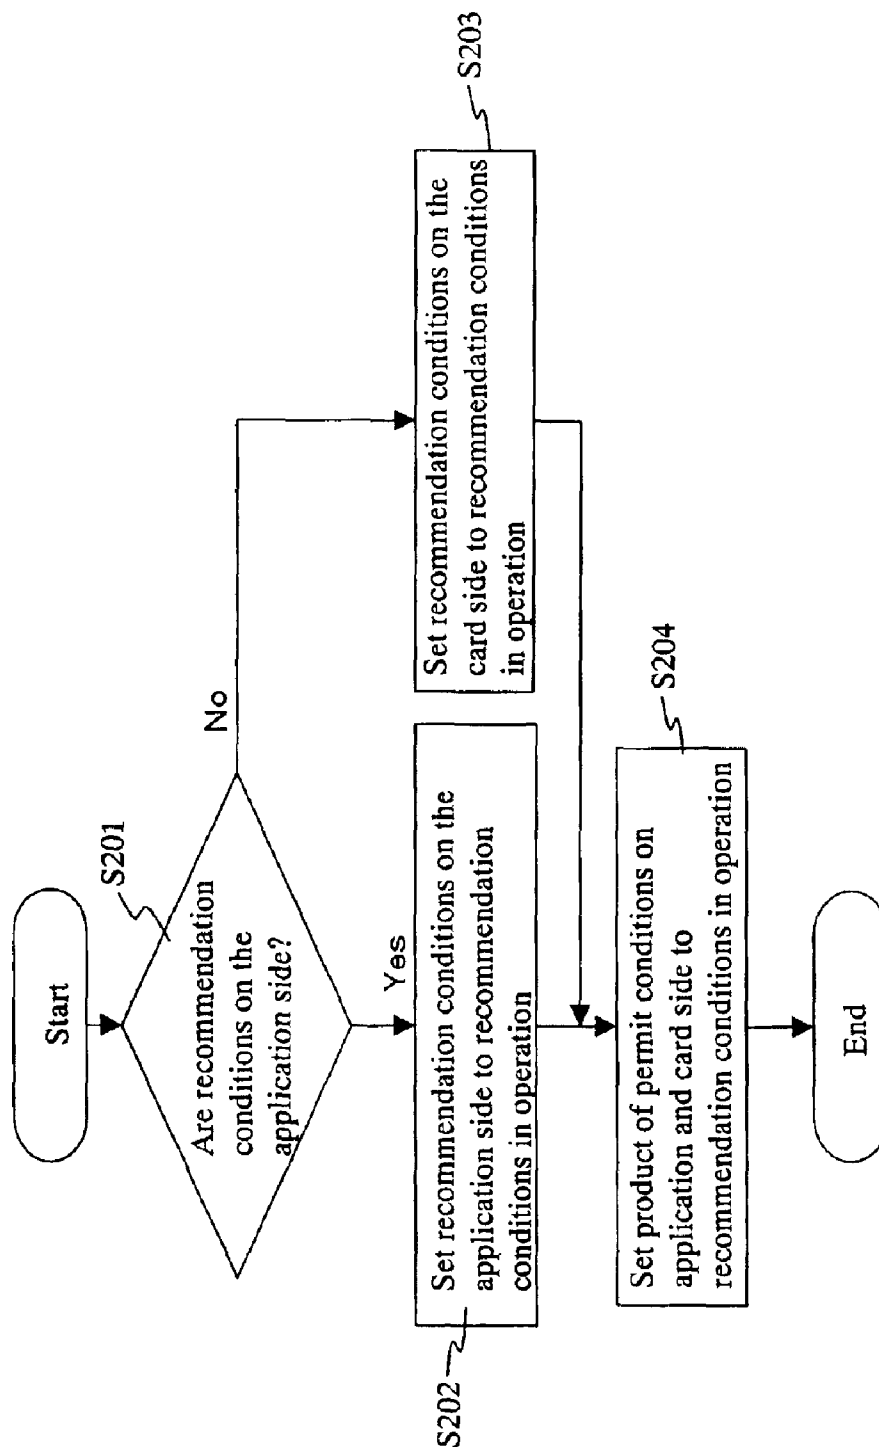 Start
S201
Are recommendation
conditions on the
application side?
No
Yes
S202
Set recommendation conditions on the
application side to recommendation
conditions in operation
S203
Set recommendation conditions on the
card side to recommendation conditions
in operation
S204
Set product of permit conditions on
application and card side to
recommendation conditions in operation
End